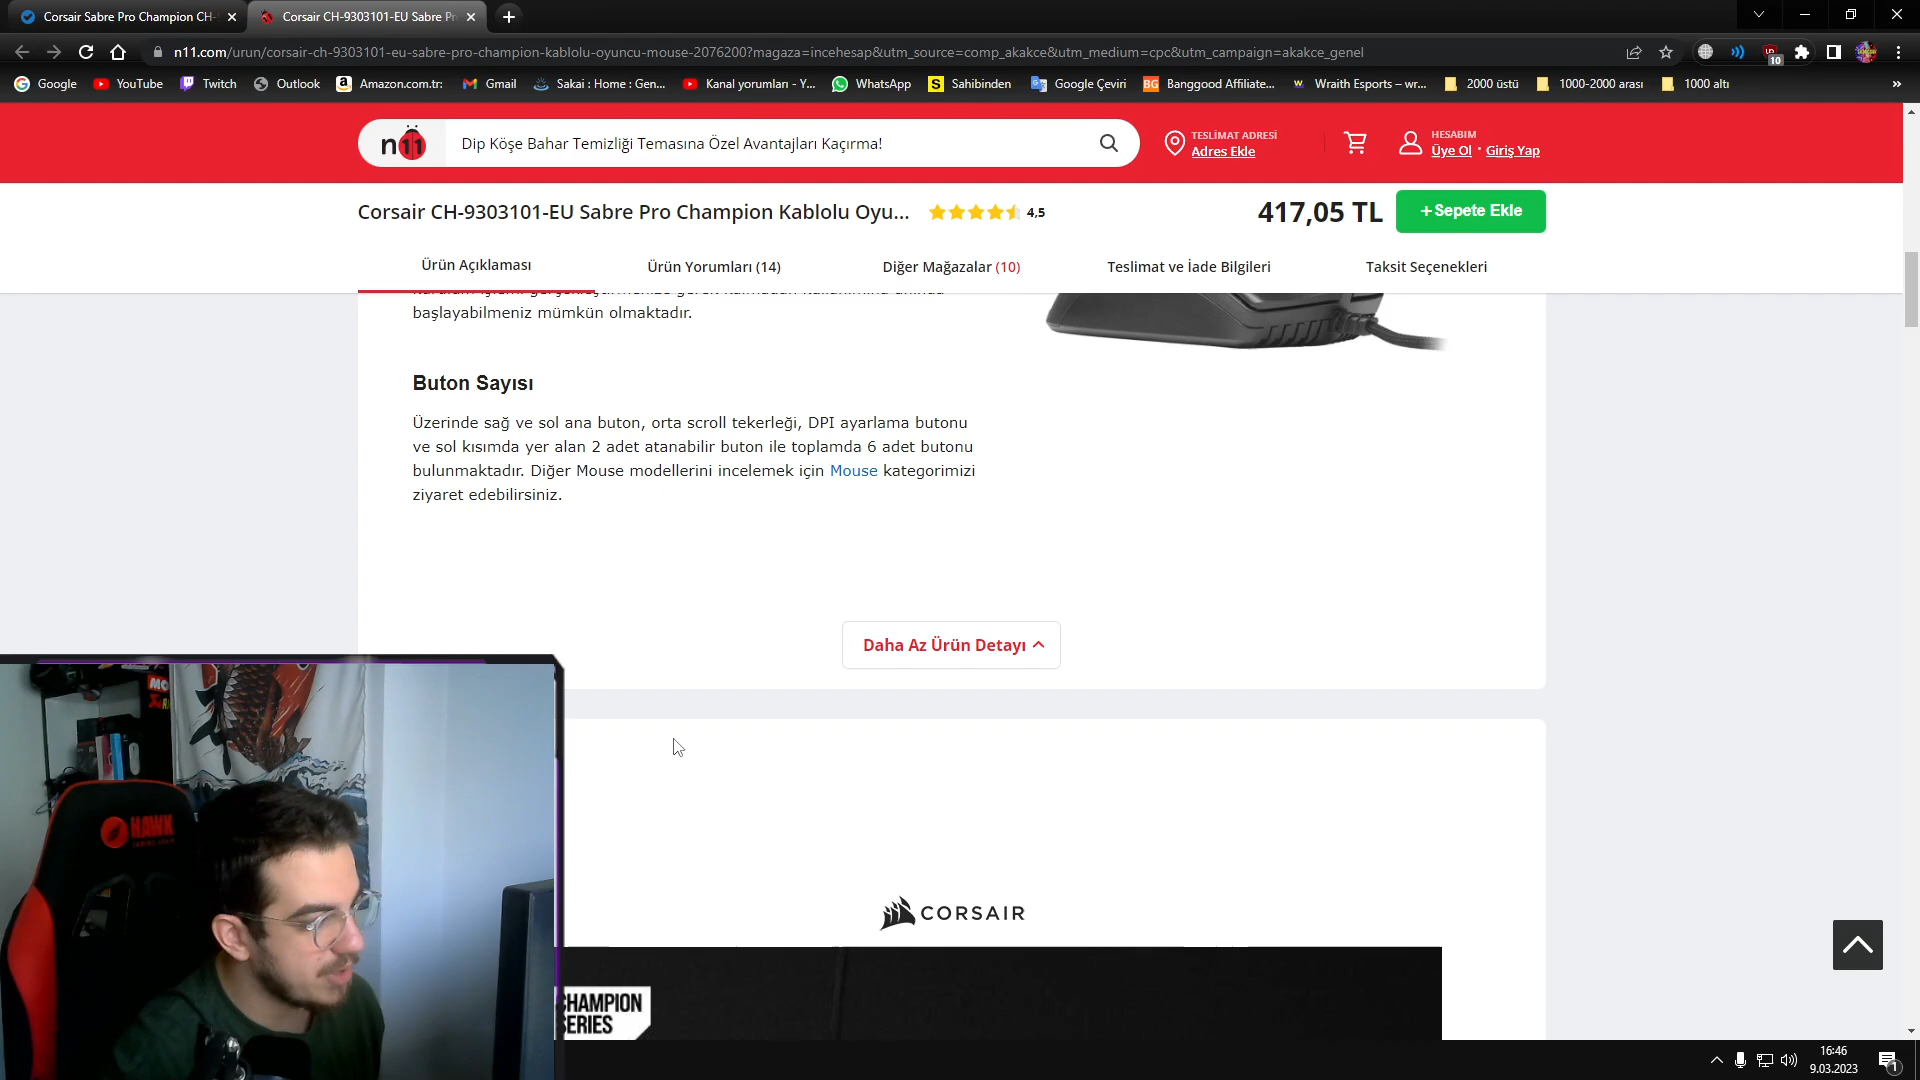 Corsair Sabre Pro Champion CH-
Corsair CH-9303101-EU Sabre Pr
n11.com/urun/corsair-ch-9303101-eu-sabre-pro-champion-kablolu-oyuncu-mouse-2076200?magaza=incehesap&utm_source=comp_akakce&utm_medium=cpc&utm_campaign=akakce_genel
10
Google
YouTube
Twitch
Outlook
Amazon.com.tr:
Gmail
Sakai : Home : Gen...
Kanal yorumları - Y...
WhatsApp
S Sahibinden
Google Çeviri
BG Banggood Affiliate...
w Wraith Esports – wr...
2000 üstü
1000-2000 arası
1000 altı
n11
Dip Köşe Bahar Temizliği Temasına Özel Avantajları Kaçırma!
TESLİMAT ADRESİ
Adres Ekle
HESABIM
Üye Ol · Giriş Yap
Corsair CH-9303101-EU Sabre Pro Champion Kablolu Oyu...
4,5
417,05 TL
+Sepete Ekle
Ürün Açıklaması
Ürün Yorumları (14)
Diğer Mağazalar (10)
Teslimat ve İade Bilgileri
Taksit Seçenekleri
başlayabilmeniz mümkün olmaktadır.
Buton Sayısı
Üzerinde sağ ve sol ana buton, orta scroll tekerleği, DPI ayarlama butonu
ve sol kısımda yer alan 2 adet atanabilir buton ile toplamda 6 adet butonu
bulunmaktadır. Diğer Mouse modellerini incelemek için Mouse kategorimizi
ziyaret edebilirsiniz.
Daha Az Ürün Detayı
HAWK
CORSAIR
CHAMPION
SERIES
16:46
9.03.2023
1